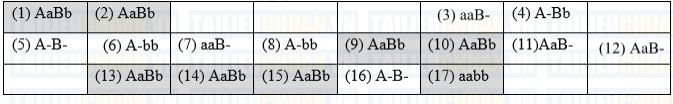 (1) AaBb (2) AaBb (3) aaB- (4) A-Bb
(5) A-B- (6) A-bb (7) aaB- (8) A-bb (9) AaBb (10) AaBb (11)AaB- (12) AaB-
(13) AaBb (14) AaBb (15) AaBb (16) A-B- (17) aabb